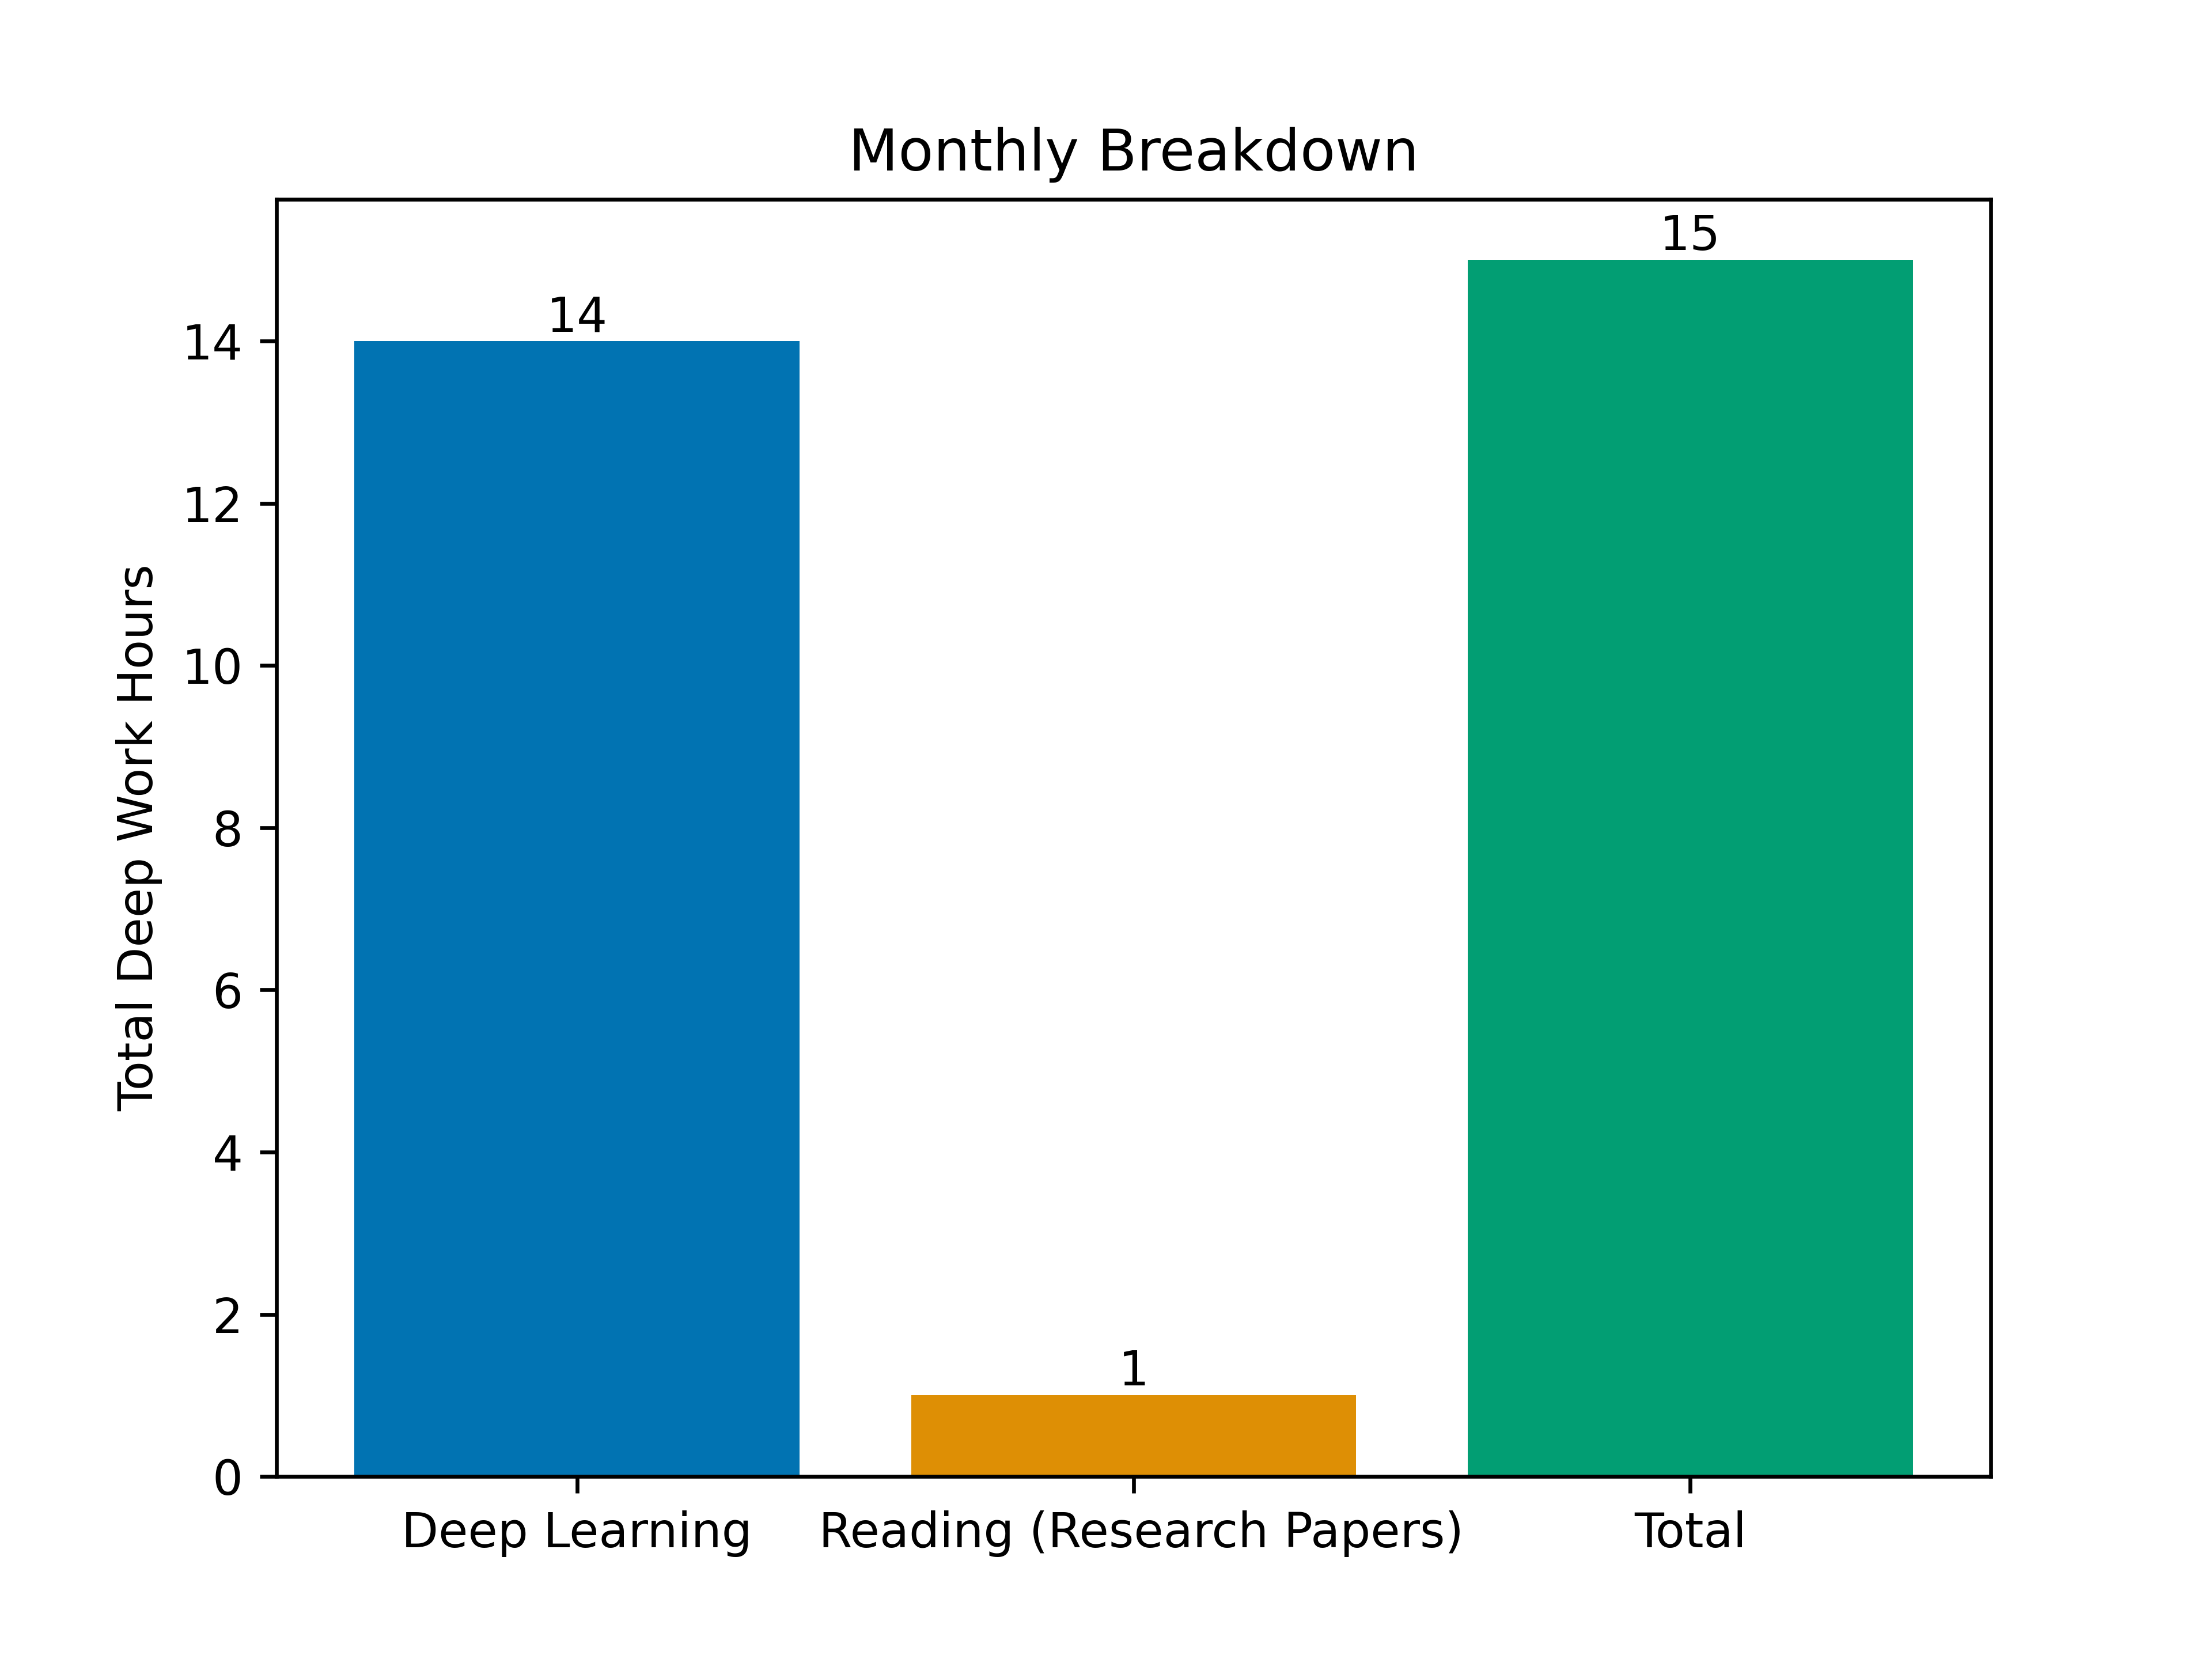 Monthly Breakdown
15
14
14
12
10
8
6
4
2
0
1
Total Deep Work Hours
Deep Learning
Reading (Research Papers)
Total